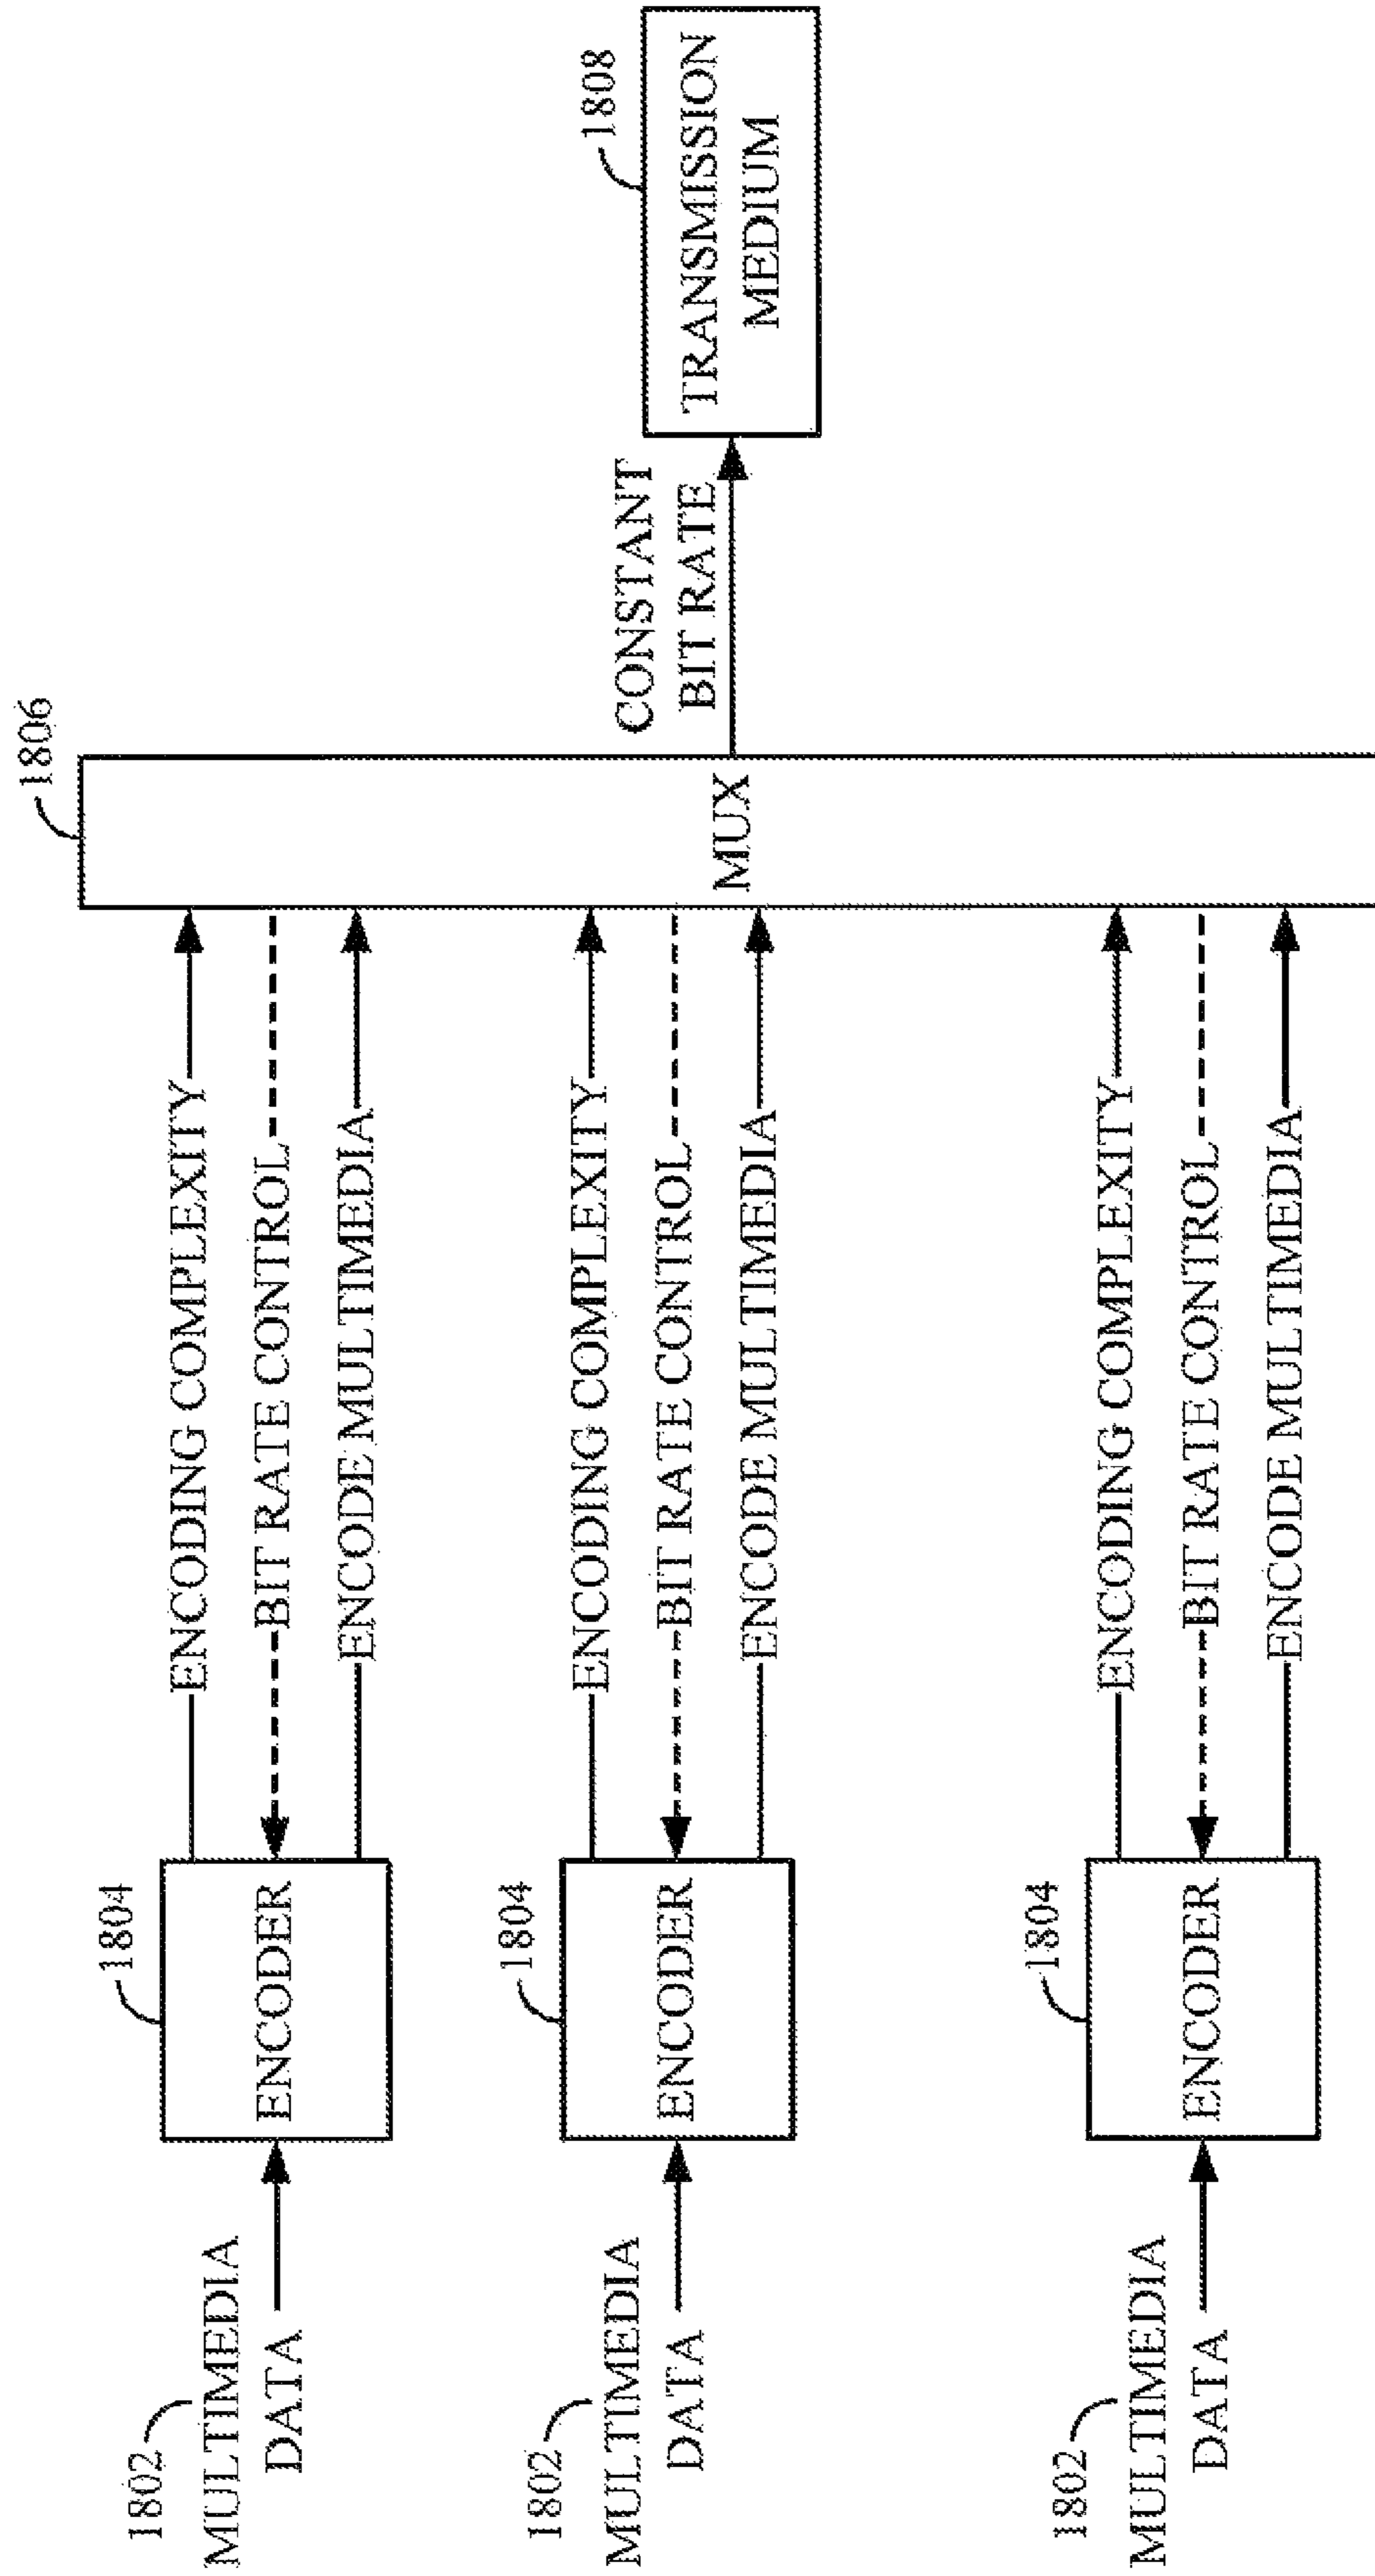 1802
MULTIMEDIA
DATA
1804
ENCODER
ENCODING COMPLEXITY
BIT RATE CONTROL
ENCODE MULTIMEDIA
1802
MULTIMEDIA
DATA
1804
ENCODER
ENCODING COMPLEXITY
BIT RATE CONTROL
ENCODE MULTIMEDIA
1802
MULTIMEDIA
DATA
1804
ENCODER
ENCODING COMPLEXITY
BIT RATE CONTROL
ENCODE MULTIMEDIA
1806
MUX
CONSTANT
BIT RATE
1808
TRANSMISSION
MEDIUM